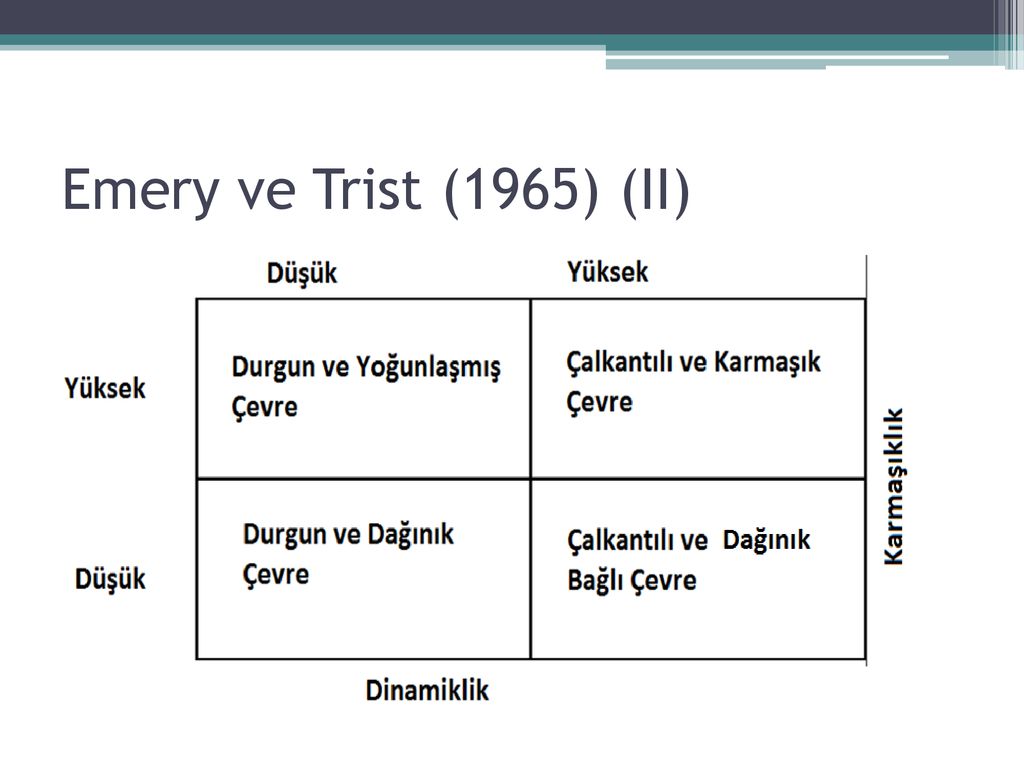 Emery ve Trist (1965) (II)
Düşük
Yüksek
Yüksek
Durgun ve Yoğunlaşmış
Çevre
Çalkantılı ve Karmaşık
Çevre
Karmaşıklık
Düşük
Durgun ve Dağınık
Çevre
Çalkantılı ve Dağınık
Bağlı Çevre
Dinamiklik